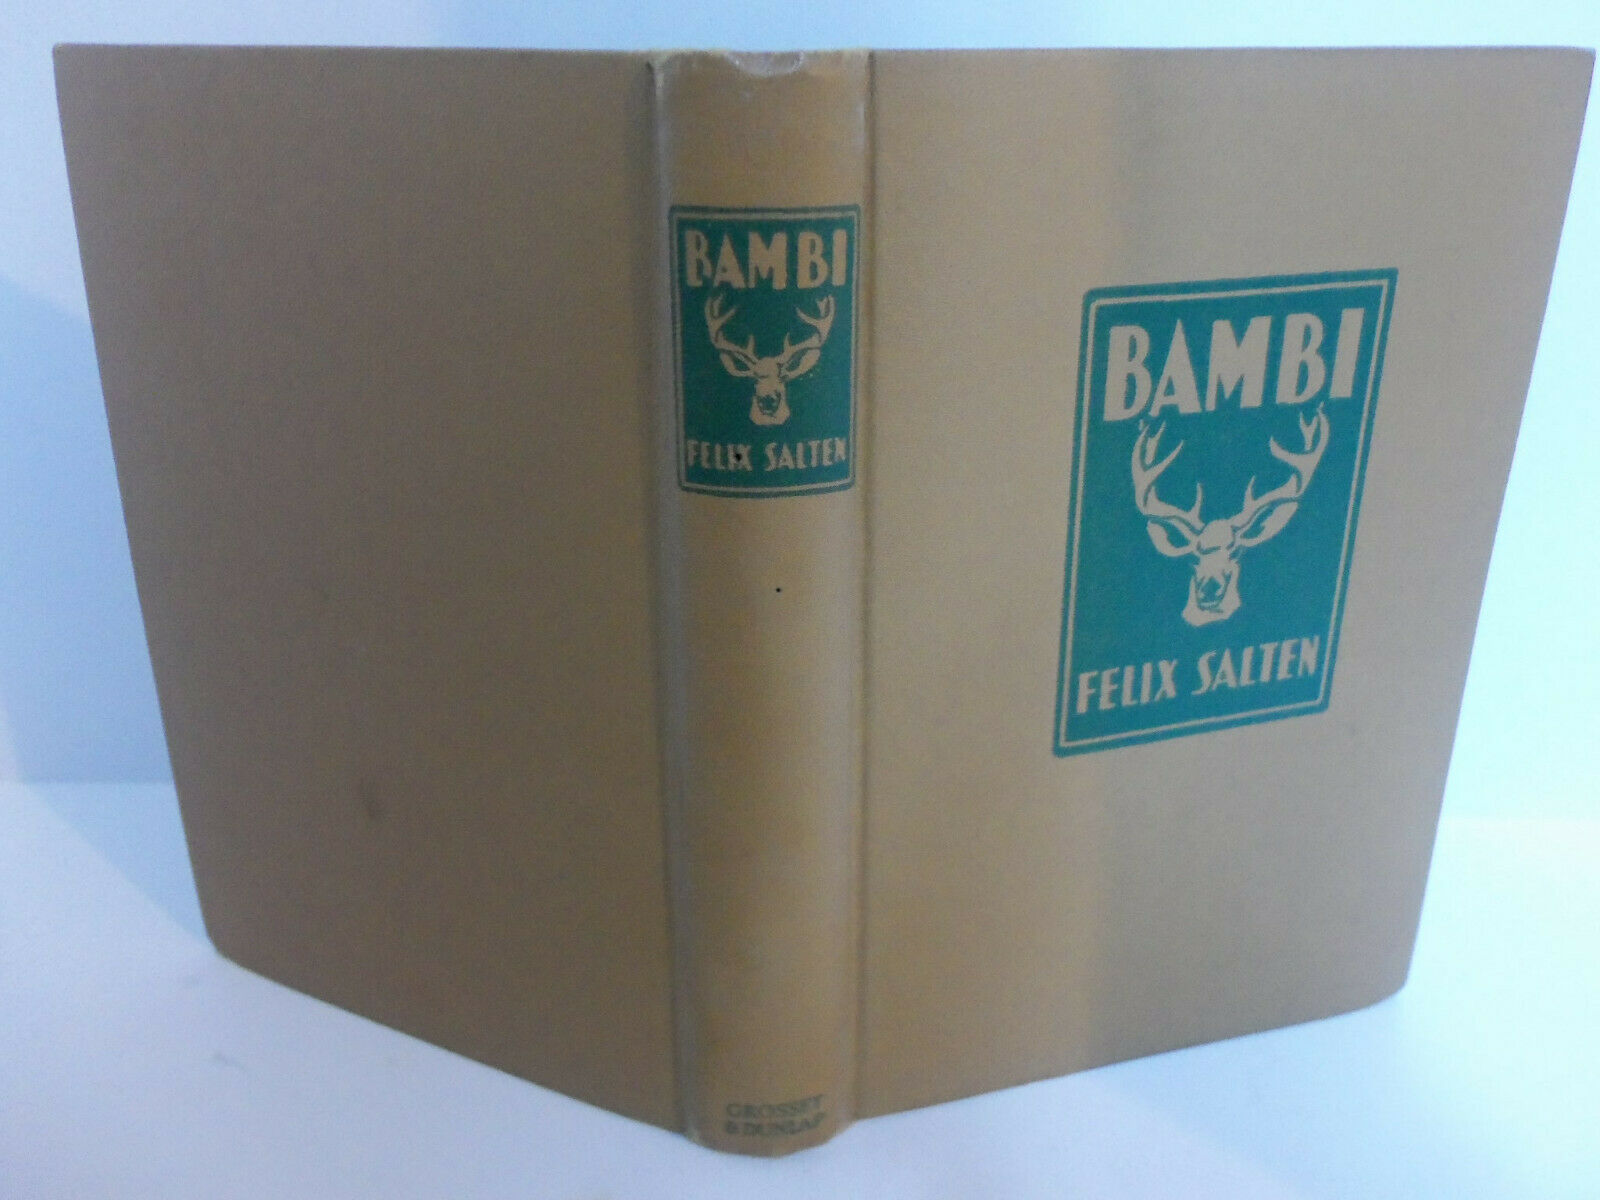 BAMBI
FELIX SALTEN
GROSSET
& DUNLAP
BAMBI
FELIX SALTEN